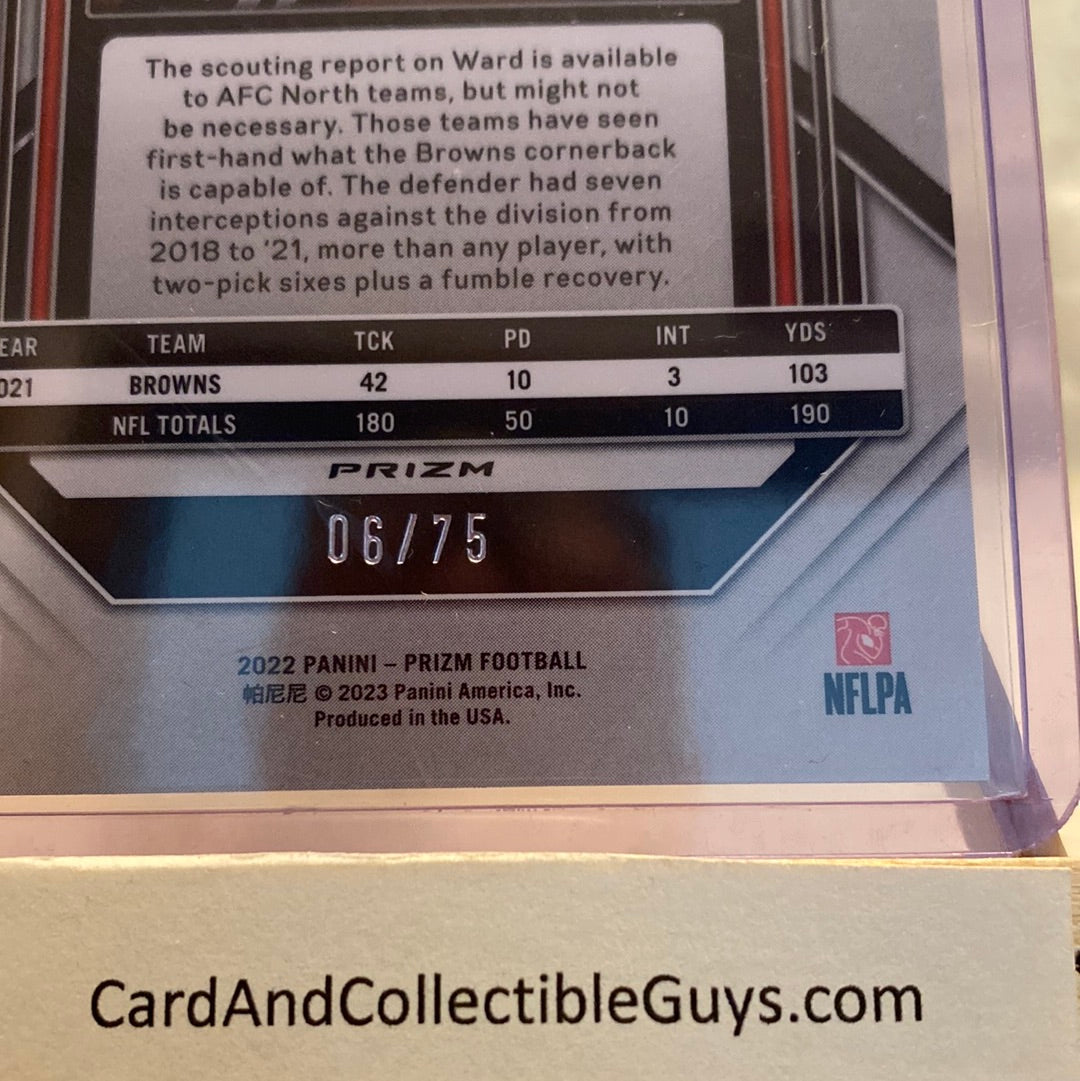 The scouting report on Ward is available
to AFC North teams, but might not
be necessary. Those teams have seen
first-hand what the Browns cornerback
is capable of. The defender had seven
interceptions against the division from
2018 to '21, more than any player, with
two-pick sixes plus a fumble recovery.
EAR TEAM TCK PD INT YDS
021 BROWNS 42 10 3 103
NFL TOTALS 180 50 10 190
PRIZM
06/75
2022 PANINI – PRIZM FOOTBALL
帕尼尼 © 2023 Panini America, Inc.
Produced in the USA.
NFLPA
CardAndCollectibleGuys.com